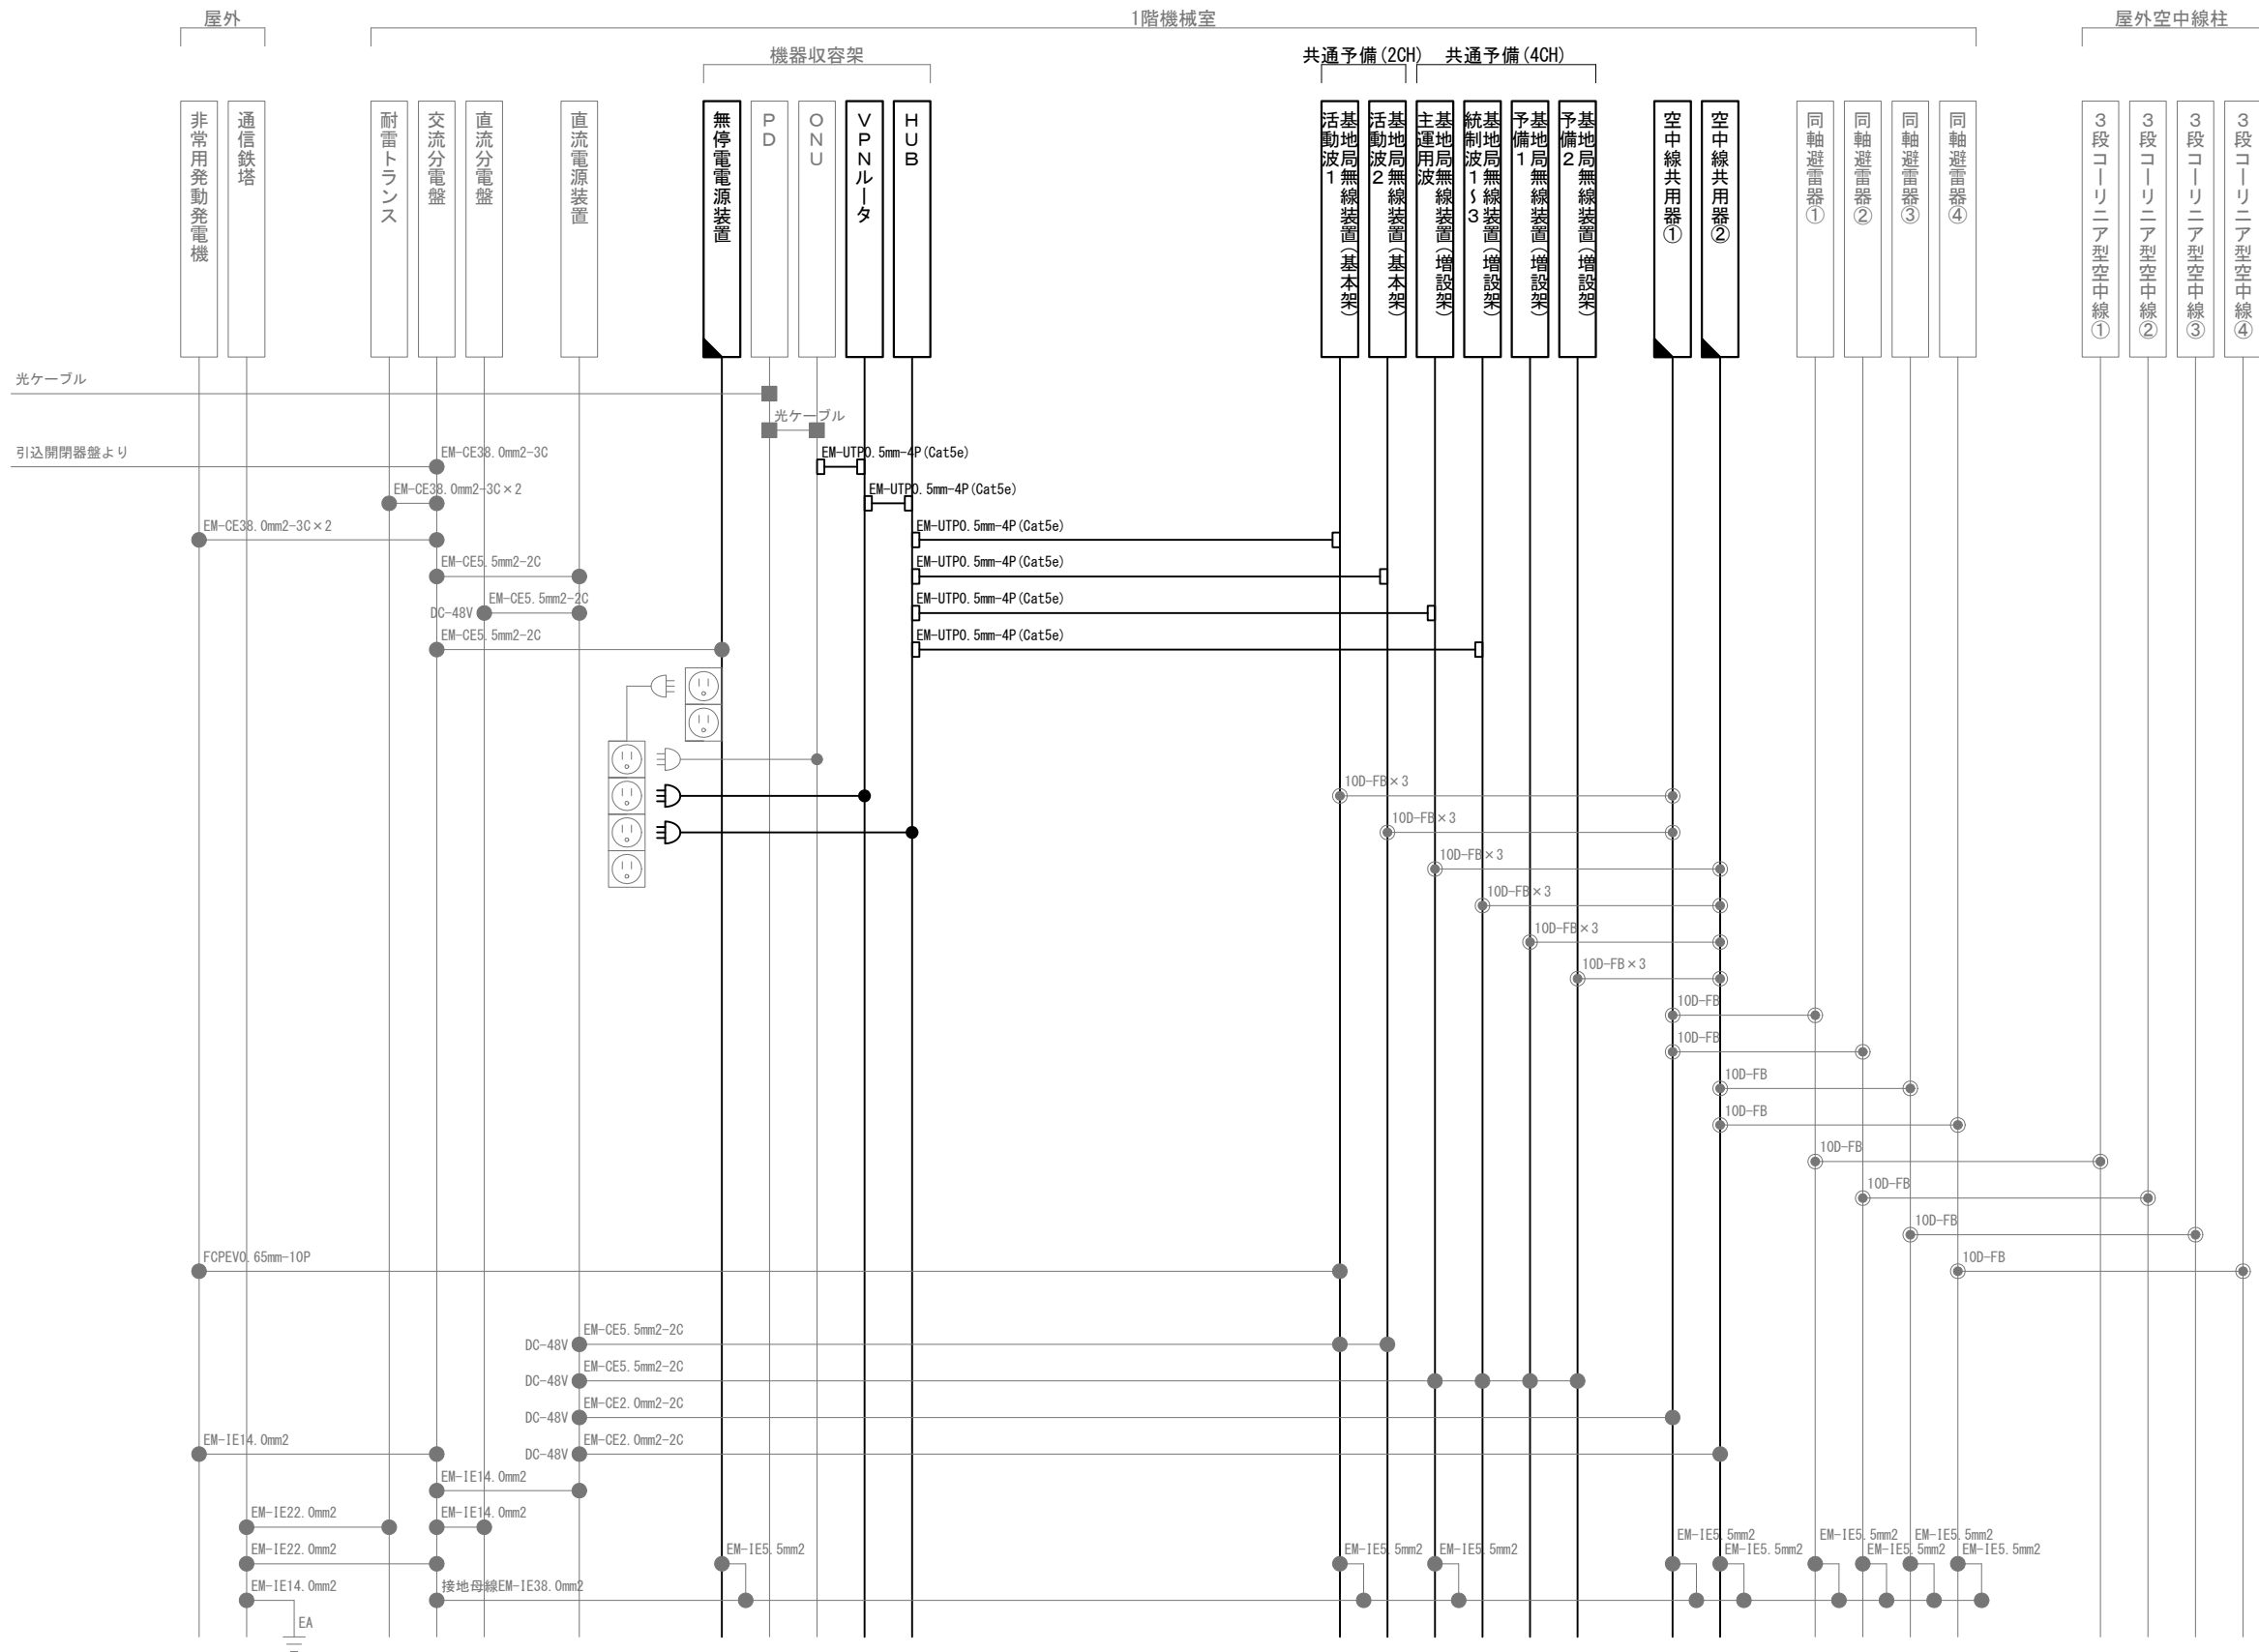 屋外
1階機械室
屋外空中線柱
機器収容架
共通予備(2CH)
共通予備(4CH)
非常用発動発電機
通信鉄塔
耐雷トランス
交流分電盤
直流分電盤
直流電源装置
無停電電源装置
PD
ONU
VPNルータ
HUB
基地局無線装置(基本架)
活動波1
基地局無線装置(基本架)
活動波2
基地局無線装置(増設架)
主運用波
基地局無線装置(増設架)
統制波1~3
基地局無線装置(増設架)
予備1
基地局無線装置(増設架)
予備2
空中線共用器①
空中線共用器②
同軸避雷器①
同軸避雷器②
同軸避雷器③
同軸避雷器④
3段コーリニア型空中線①
3段コーリニア型空中線②
3段コーリニア型空中線③
3段コーリニア型空中線④
光ケーブル
光ケーブル
引込開閉器盤より
EM-CE38.0mm2-3C
EM-UTP0.5mm-4P(Cat5e)
EM-CE38.0mm2-3C×2
EM-UTP0.5mm-4P(Cat5e)
EM-CE38.0mm2-3C×2
EM-UTP0.5mm-4P(Cat5e)
EM-CE5.5mm2-2C
EM-UTP0.5mm-4P(Cat5e)
DC-48V
EM-CE5.5mm2-2C
EM-UTP0.5mm-4P(Cat5e)
EM-CE5.5mm2-2C
EM-UTP0.5mm-4P(Cat5e)
10D-FB×3
10D-FB×3
10D-FB×3
10D-FB×3
10D-FB×3
10D-FB×3
10D-FB
10D-FB
10D-FB
10D-FB
10D-FB
10D-FB
10D-FB
FCPEV0.65mm-10P
10D-FB
DC-48V
EM-CE5.5mm2-2C
DC-48V
EM-CE5.5mm2-2C
DC-48V
EM-CE2.0mm2-2C
EM-IE14.0mm2
DC-48V
EM-CE2.0mm2-2C
EM-IE14.0mm2
EM-IE22.0mm2
EM-IE14.0mm2
EM-IE5.5mm2
EM-IE5.5mm2
EM-IE5.5mm2
EM-IE22.0mm2
EM-IE5.5mm2
EM-IE5.5mm2
EM-IE5.5mm2
EM-IE5.5mm2
EM-IE5.5mm2
EM-IE5.5mm2
EM-IE14.0mm2
接地母線EM-IE38.0mm2
EA